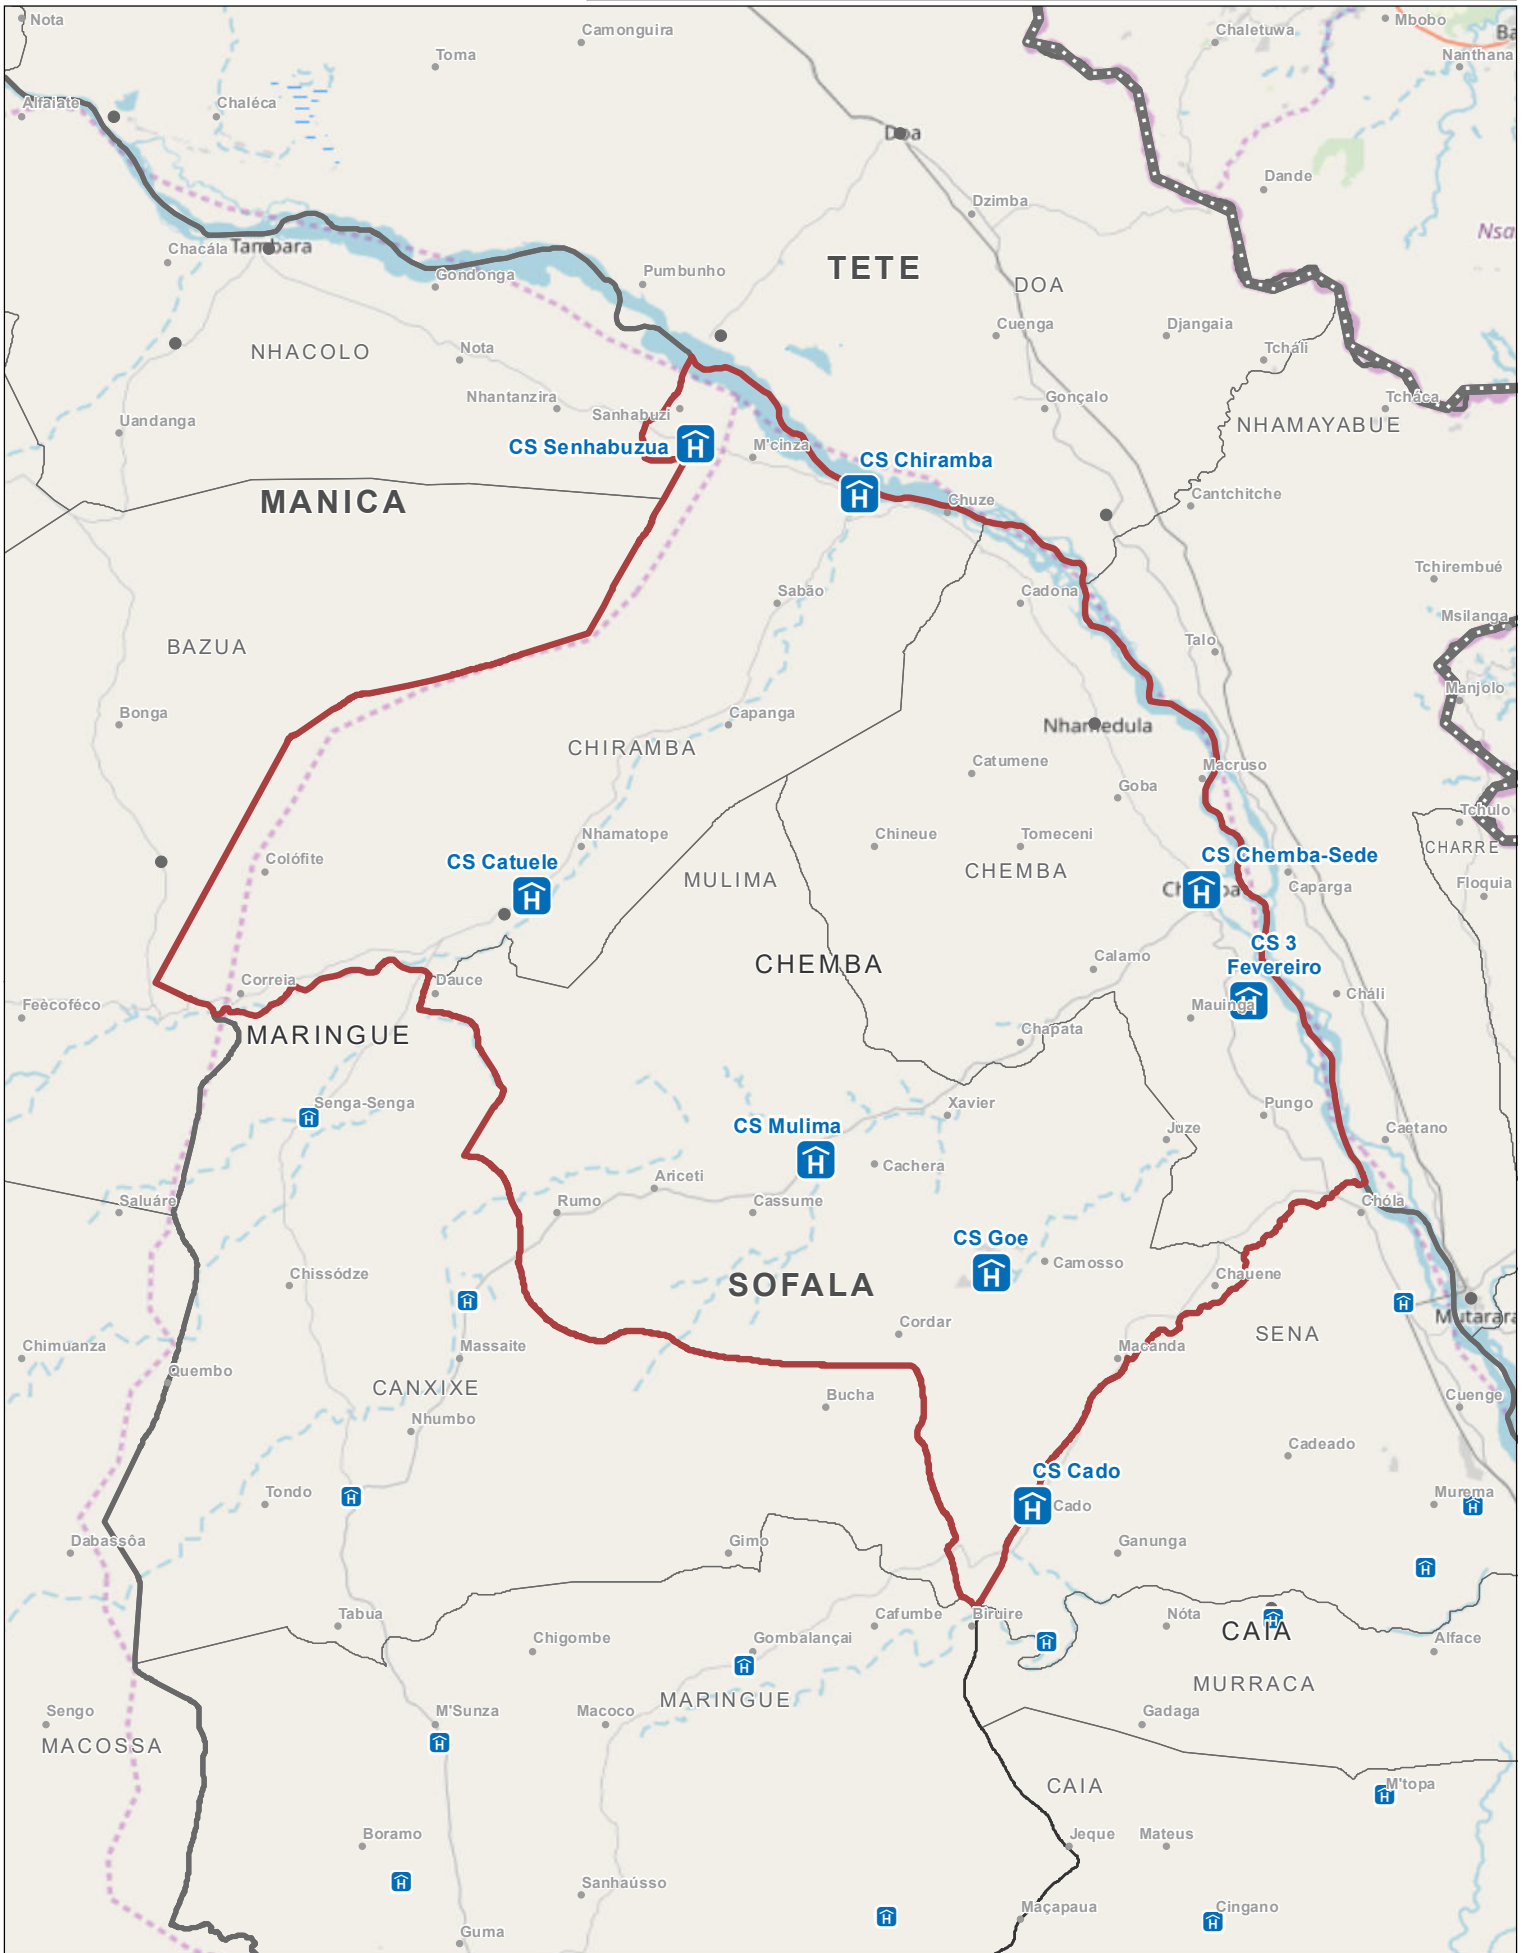 Nota
Camonguira
Chaletuwa
Mbobo
Toma
Nanthana
Alfaiate
Chaléca
Doa
Dande
Dzimba
Chacála
Tambara
Gondonga
Pumbunho
TETE
DOA
Cuenga
Djangaia
NHACOLO
Nota
Tcháli
Nhantanzira
Sanhabuzi
Gonçalo
Tcháca
Uandanga
NHAMAYABUE
CS Senhabuzua
M'cinza
CS Chiramba
MANICA
Chuze
Cantchitche
Tchirembué
Sabão
Cadona
Msilanga
BAZUA
Talo
Manjolo
Bonga
Capanga
Nhamedula
CHIRAMBA
Catumene
Macruso
Goba
Tchulo
Nhamatope
Chineue
Tomeceni
CHARRE
CS Catuele
Colófite
CS Chemba-Sede
MULIMA
CHEMBA
Caparga
Floquia
CS 3
Fevereiro
Calamo
CHEMBA
Correia
Dauce
Cháli
Feècoféco
Mauinga
MARINGUE
Chapata
Senga-Senga
Xavier
Pungo
CS Mulima
Juze
Caetano
Cachera
Ariceti
Saluáre
Rumo
Cassume
Chóla
CS Goe
Camosso
Chissódze
SOFALA
Chauene
Mutarara
Cordar
SENA
Chimuanza
Massaite
Macanda
Quembo
CANXIXE
Bucha
Cuenge
Nhumbo
Cadeado
CS Cado
Tondo
Cado
Murema
Dabassôa
Gimo
Ganunga
Tabua
Cafumbe
Biruire
Nóta
CAIA
Chigombe
Gombalançai
Alface
MURRACA
MARINGUE
Sengo
M'Sunza
Macoco
Gadaga
MACOSSA
CAIA
M'topa
Boramo
Jeque
Mateus
Sanhaússo
Maçapaua
Cingano
Guma